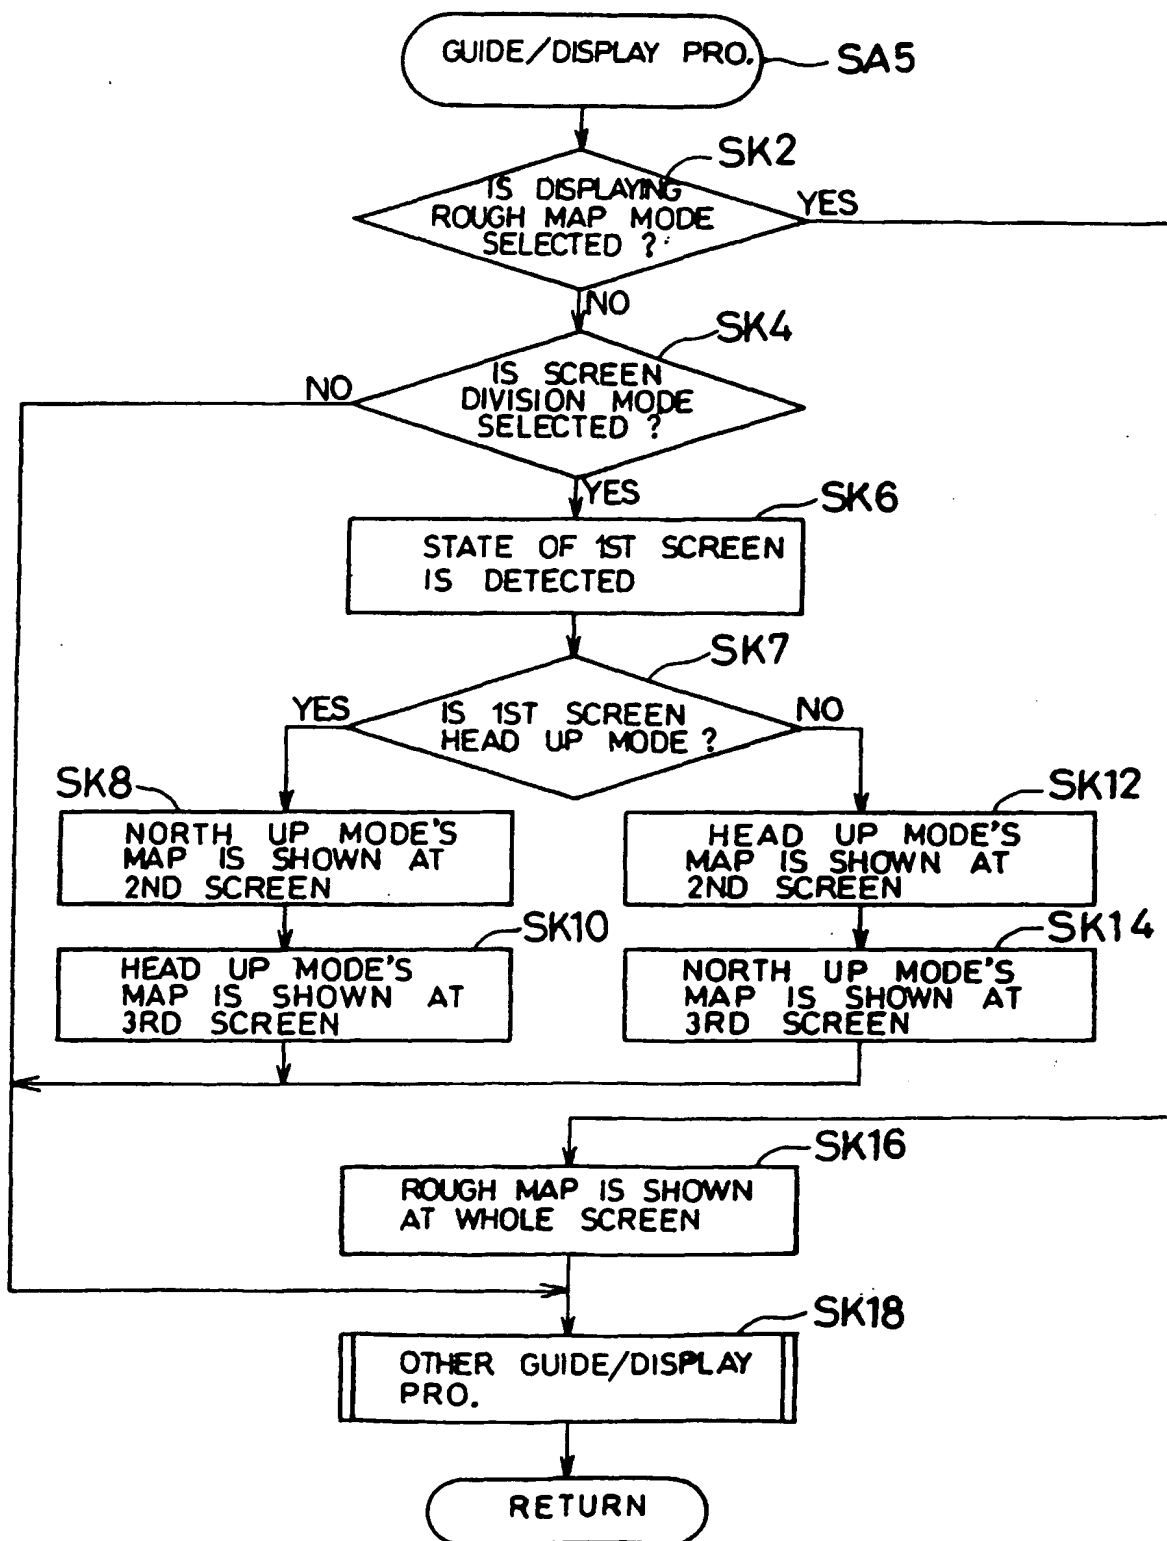 GUIDE/DISPLAY PRO.
SA5
SK2
IS DISPLAYING
ROUGH MAP MODE
SELECTED ?
YES
NO
SK4
IS SCREEN
DIVISION MODE
SELECTED ?
NO
YES
SK6
STATE OF 1ST SCREEN
IS DETECTED
SK7
IS 1ST SCREEN
HEAD UP MODE ?
YES
NO
SK8
NORTH UP MODE'S
MAP IS SHOWN AT
2ND SCREEN
SK12
HEAD UP MODE'S
MAP IS SHOWN AT
2ND SCREEN
SK10
HEAD UP MODE'S
MAP IS SHOWN AT
3RD SCREEN
SK14
NORTH UP MODE'S
MAP IS SHOWN AT
3RD SCREEN
SK16
ROUGH MAP IS SHOWN
AT WHOLE SCREEN
SK18
OTHER GUIDE/DISPLAY
PRO.
RETURN